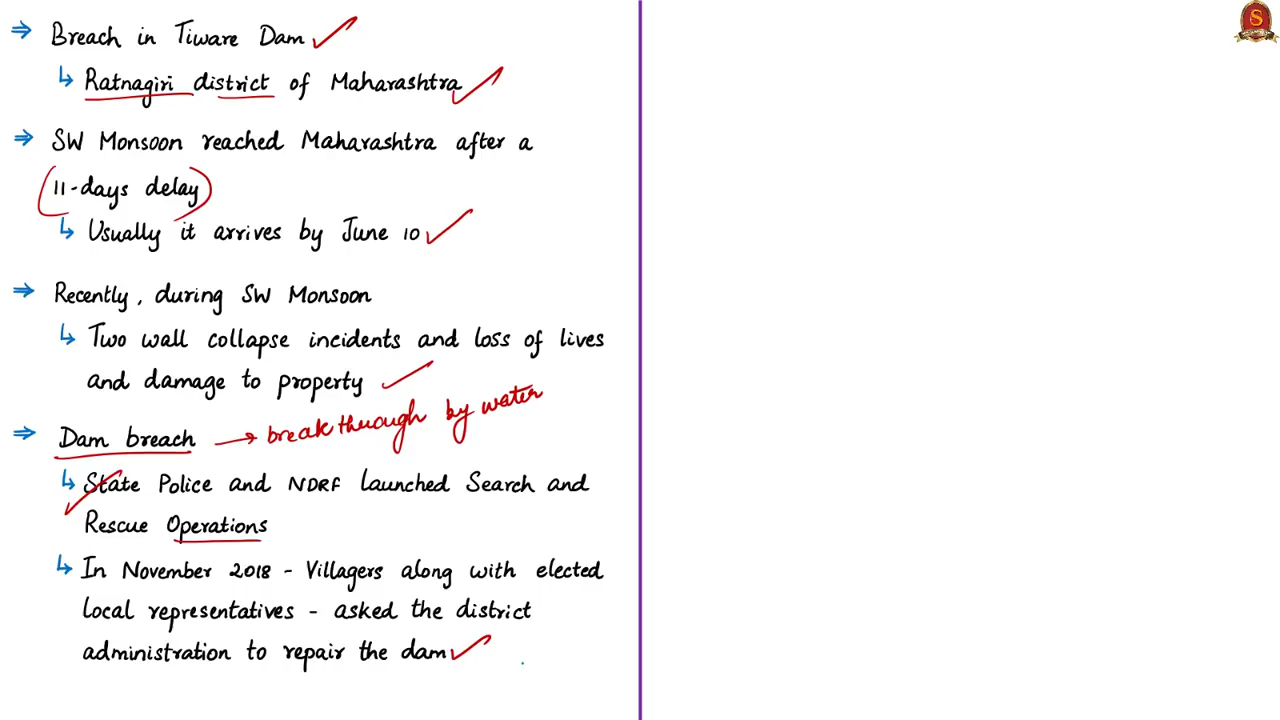 ⇒ Breach in Tiware Dam
↳ Ratnagiri district of Maharashtra
⇒ SW Monsoon reached Maharashtra after a
(11-days delay)
↳ Usually it arrives by June 10
⇒ Recently, during SW Monsoon
↳ Two wall collapse incidents and loss of lives
and damage to property
⇒ Dam breach → break through by water
↳ State Police and NDRF launched Search and
Rescue Operations
↳ In November 2018 - Villagers along with elected
local representatives - asked the district
administration to repair the dam
S